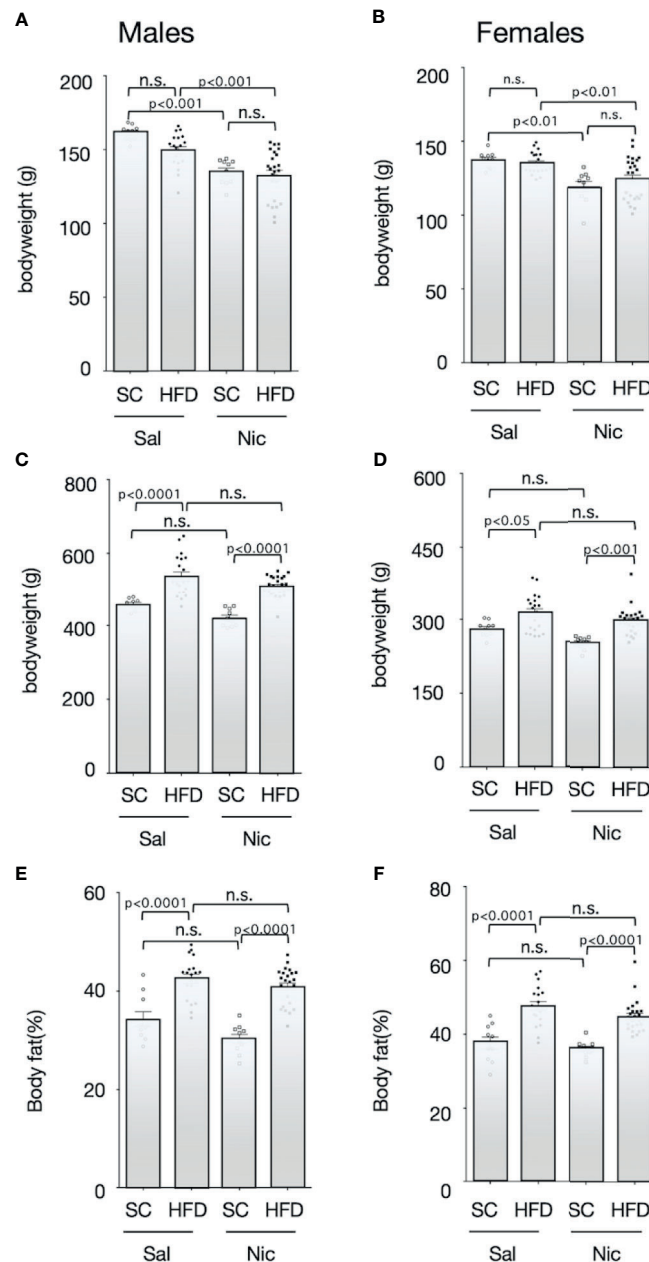 A
Males
B
Females
200
150
100
50
0
bodyweight (g)
n.s.
p<0.001
p<0.001
n.s.
SC HFD SC HFD
Sal Nic
200
150
100
50
0
bodyweight (g)
n.s.
p<0.01
p<0.01
n.s.
SC HFD SC HFD
Sal Nic
C
800
600
400
200
0
bodyweight (g)
p<0.0001
n.s.
n.s.
p<0.0001
SC HFD SC HFD
Sal Nic
D
600
450
300
150
0
bodyweight (g)
n.s.
p<0.05
n.s.
p<0.001
SC HFD SC HFD
Sal Nic
E
60
40
20
0
Body fat(%)
p<0.0001
n.s.
n.s.
p<0.0001
SC HFD SC HFD
Sal Nic
F
80
60
40
20
0
Body fat(%)
p<0.0001
n.s.
n.s.
p<0.0001
SC HFD SC HFD
Sal Nic